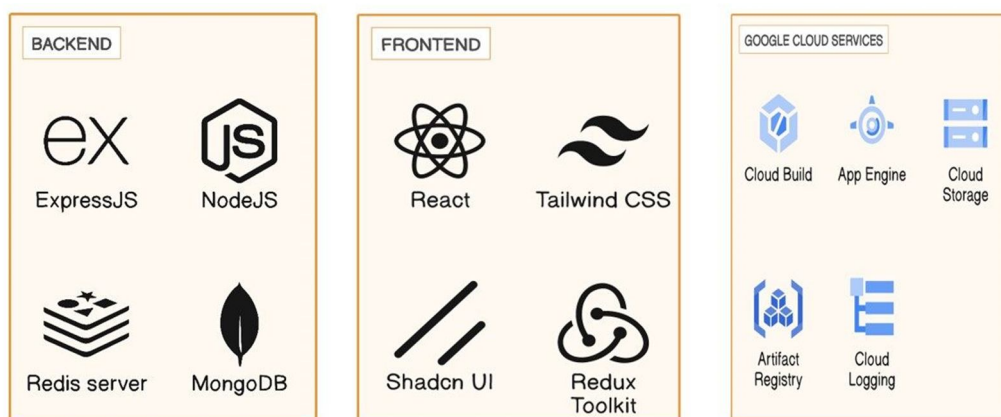 BACKEND
ex
JS
ExpressJS
NodeJS
Redis server
MongoDB
FRONTEND
React
Tailwind CSS
Shadcn UI
Redux
Toolkit
GOOGLE CLOUD SERVICES
Cloud Build
App Engine
Cloud
Storage
Artifact
Registry
Cloud
Logging